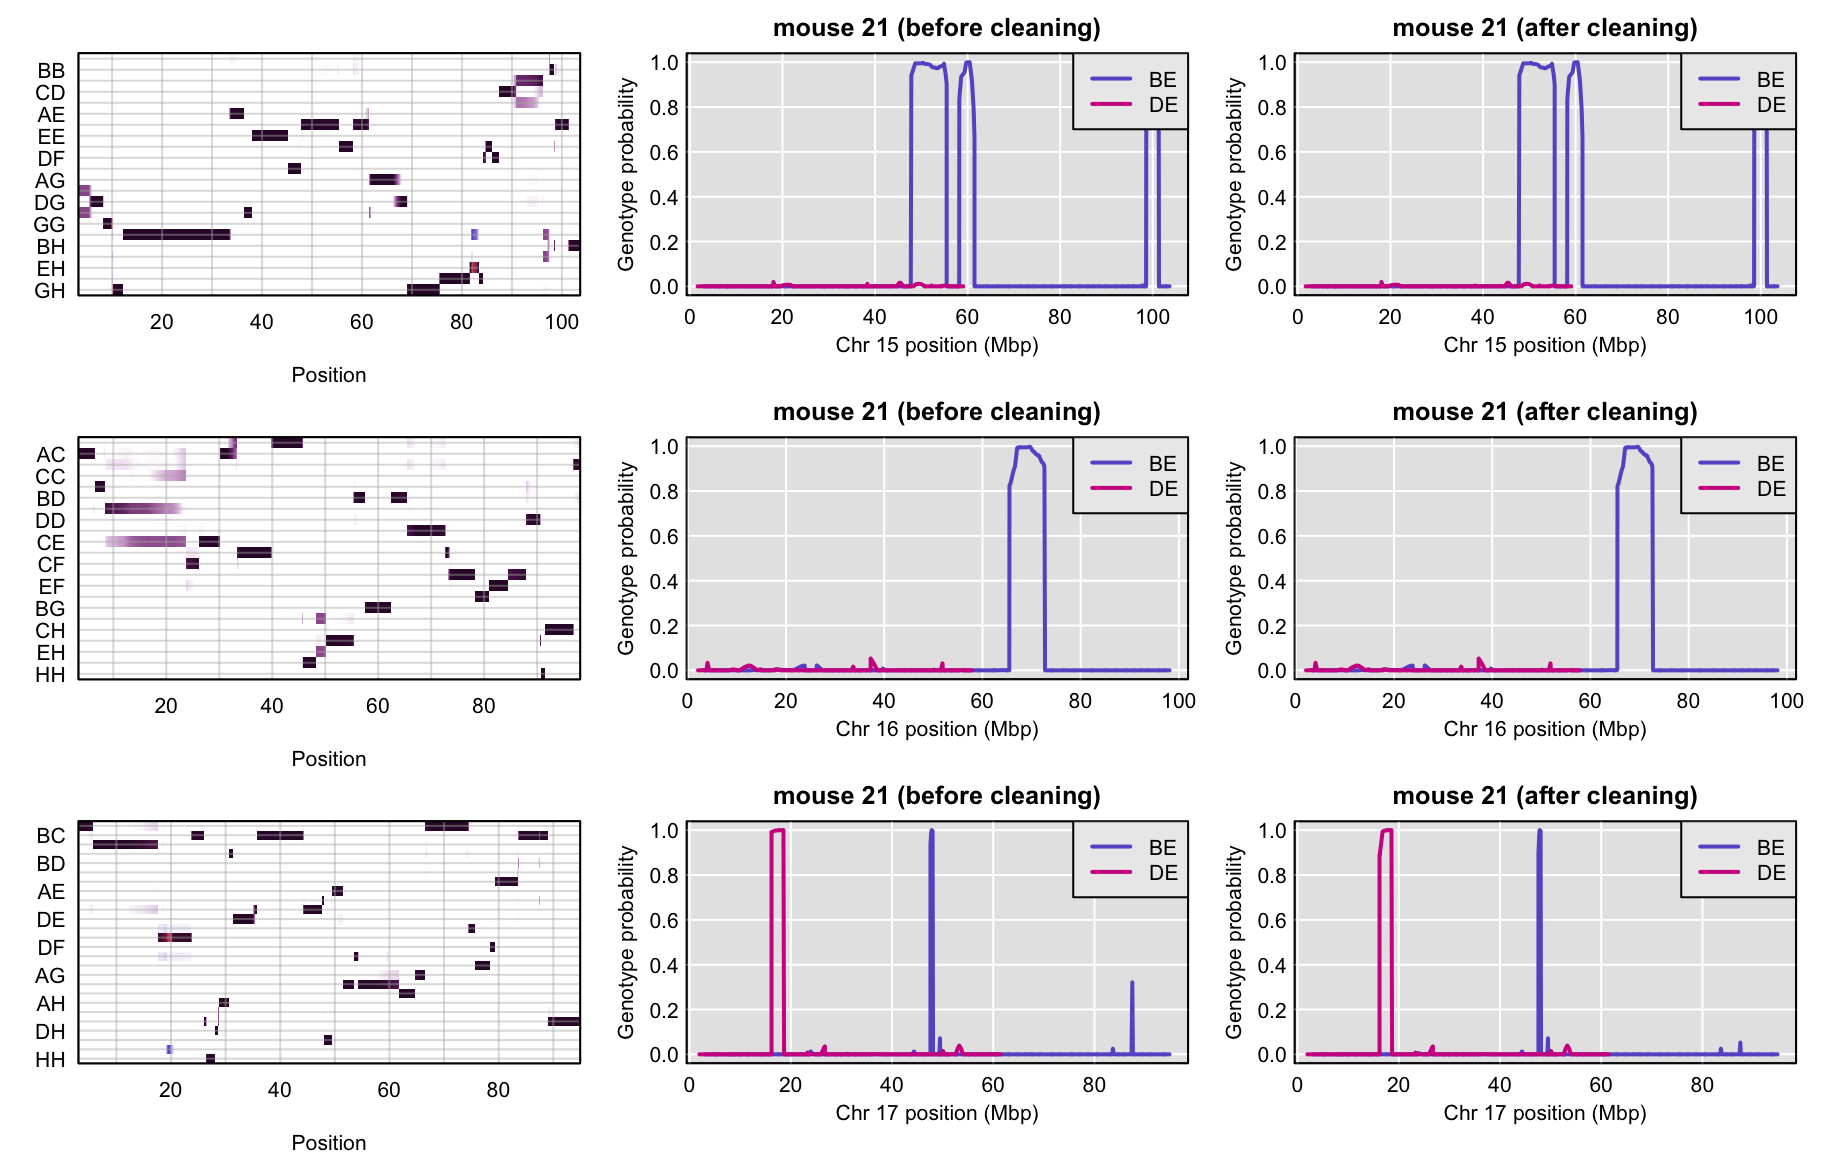 mouse 21 (before cleaning)
mouse 21 (after cleaning)
BB
CD
AE
EE
DF
AG
DG
GG
BH
EH
GH
20 40 60 80 100
Position
Genotype probability
1.0
0.8
0.6
0.4
0.2
0.0
BE
DE
0 20 40 60 80 100
Chr 15 position (Mbp)
Genotype probability
1.0
0.8
0.6
0.4
0.2
0.0
BE
DE
0 20 40 60 80 100
Chr 15 position (Mbp)
mouse 21 (before cleaning)
mouse 21 (after cleaning)
AC
CC
BD
DD
CE
CF
EF
BG
CH
EH
HH
20 40 60 80
Position
Genotype probability
1.0
0.8
0.6
0.4
0.2
0.0
BE
DE
0 20 40 60 80 100
Chr 16 position (Mbp)
Genotype probability
1.0
0.8
0.6
0.4
0.2
0.0
BE
DE
0 20 40 60 80 100
Chr 16 position (Mbp)
mouse 21 (before cleaning)
mouse 21 (after cleaning)
BC
BD
AE
DE
DF
AG
AH
DH
HH
20 40 60 80
Position
Genotype probability
1.0
0.8
0.6
0.4
0.2
0.0
BE
DE
0 20 40 60 80
Chr 17 position (Mbp)
Genotype probability
1.0
0.8
0.6
0.4
0.2
0.0
BE
DE
0 20 40 60 80
Chr 17 position (Mbp)